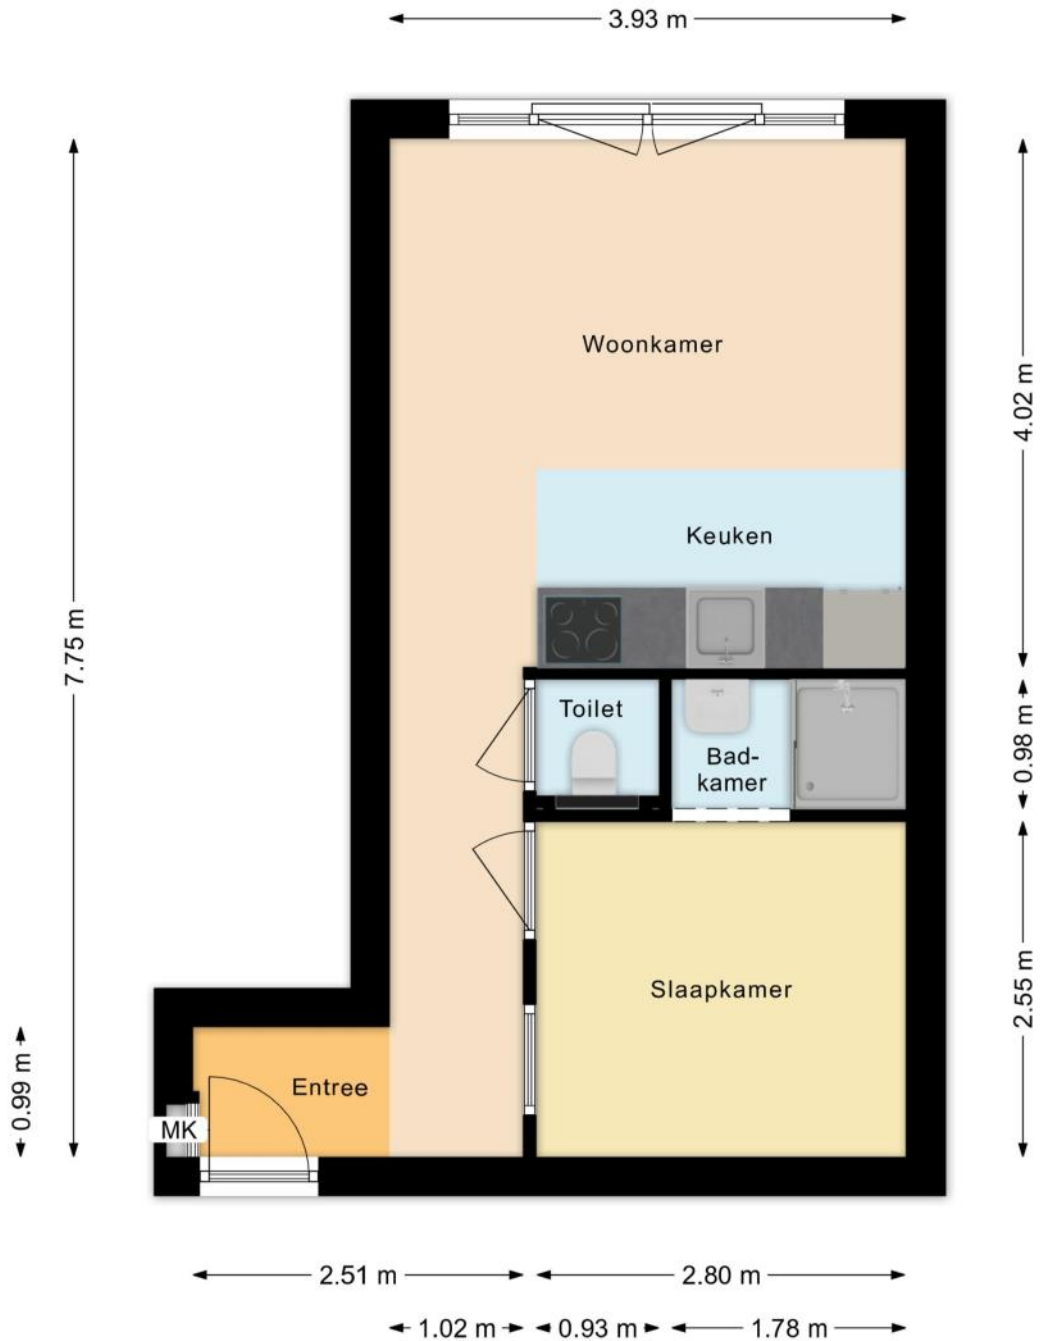 3.93 m
Woonkamer
4.02 m
Keuken
7.75 m
Toilet
Bad-
kamer
0.98 m
Slaapkamer
2.55 m
0.99 m
Entree
MK
2.51 m
2.80 m
1.02 m
0.93 m
1.78 m